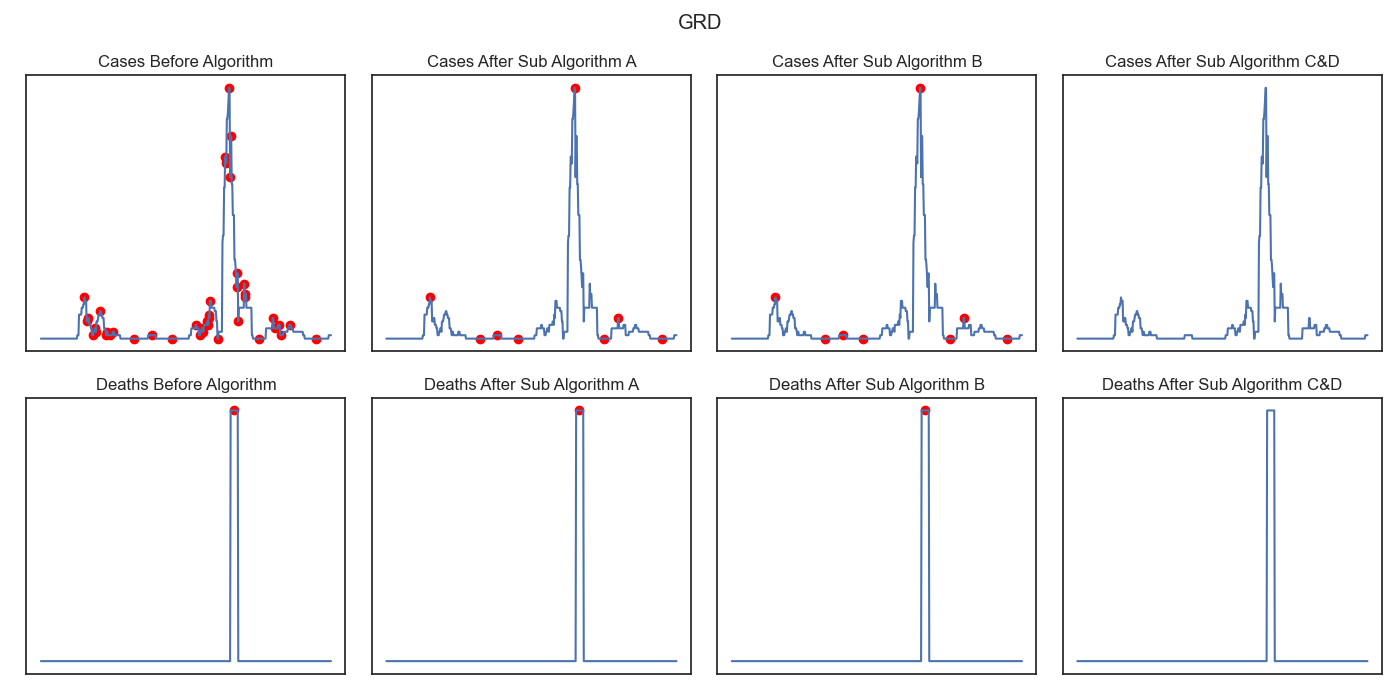 GRD
Cases Before Algorithm
Cases After Sub Algorithm A
Cases After Sub Algorithm B
Cases After Sub Algorithm C&D
Deaths Before Algorithm
Deaths After Sub Algorithm A
Deaths After Sub Algorithm B
Deaths After Sub Algorithm C&D